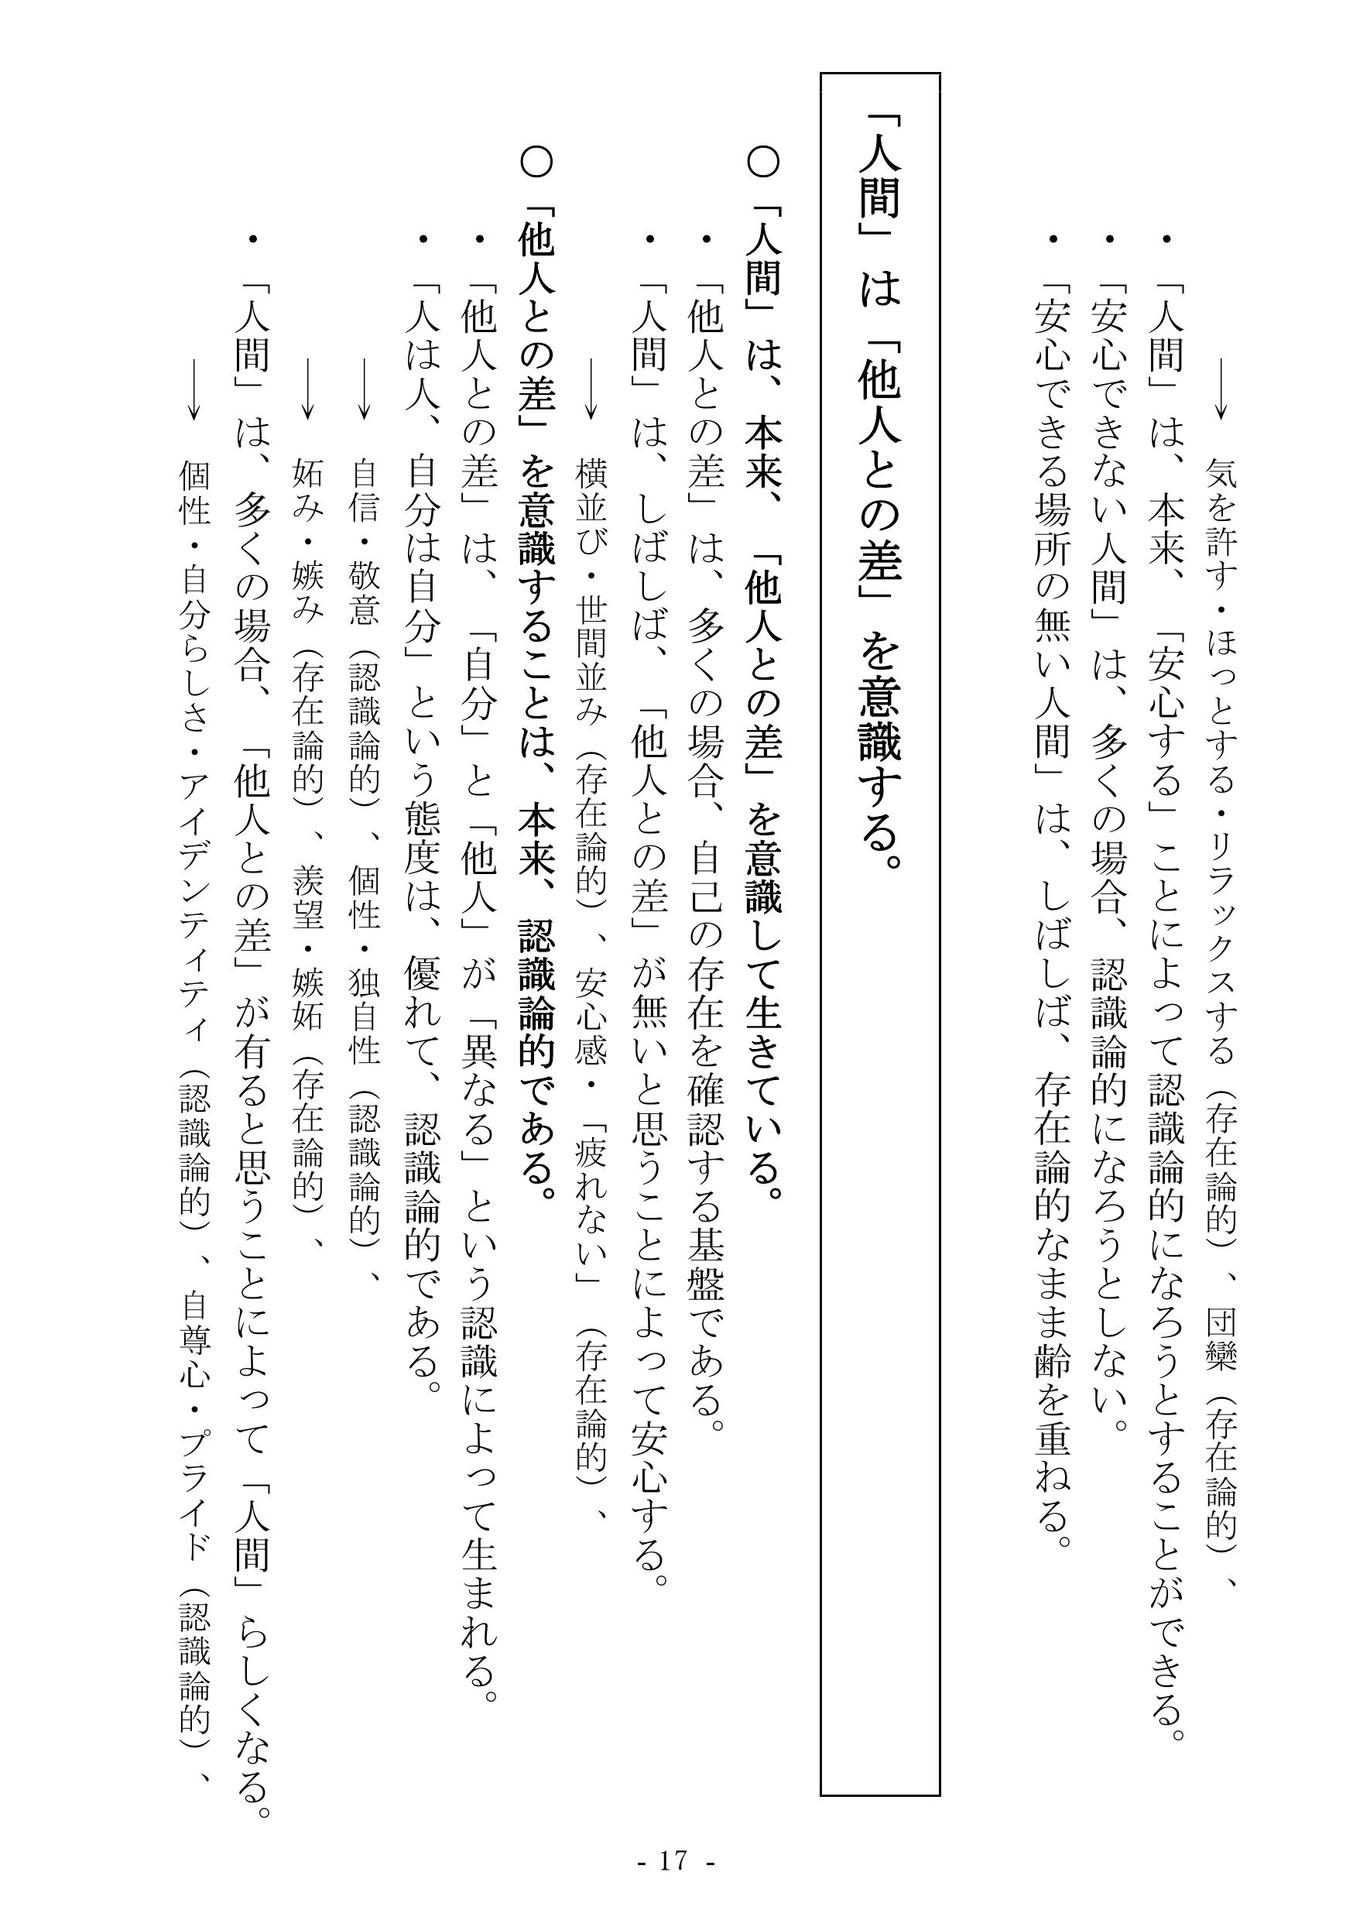 → 気を許す・ほっとする・リラックスする（存在論的）、団欒（存在論的）、
・「人間」は、本来、「安心する」ことによって認識論的になろうとすることができる。
・「安心できない人間」は、多くの場合、認識論的になろうとしない。
・「安心できる場所の無い人間」は、しばしば、存在論的なまま齢を重ねる。
「人間」は「他人との差」を意識する。
○「人間」は、本来、「他人との差」を意識して生きている。
・「他人との差」は、多くの場合、自己の存在を確認する基盤である。
・「人間」は、しばしば、「他人との差」が無いと思うことによって安心する。
→ 横並び・世間並み（存在論的）、安心感・「疲れない」（存在論的）、
○「他人との差」を意識することは、本来、認識論的である。
・「他人との差」は、「自分」と「他人」が「異なる」という認識によって生まれる。
・「人は人、自分は自分」という態度は、優れて、認識論的である。
→ 自信・敬意（認識論的）、個性・独自性（認識論的）、
→ 妬み・嫉み（存在論的）、羨望・嫉妬（存在論的）、
・「人間」は、多くの場合、「他人との差」が有ると思うことによって「人間」らしくなる。
→ 個性・自分らしさ・アイデンティティ（認識論的）、自尊心・プライド（認識論的）、
- 17 -